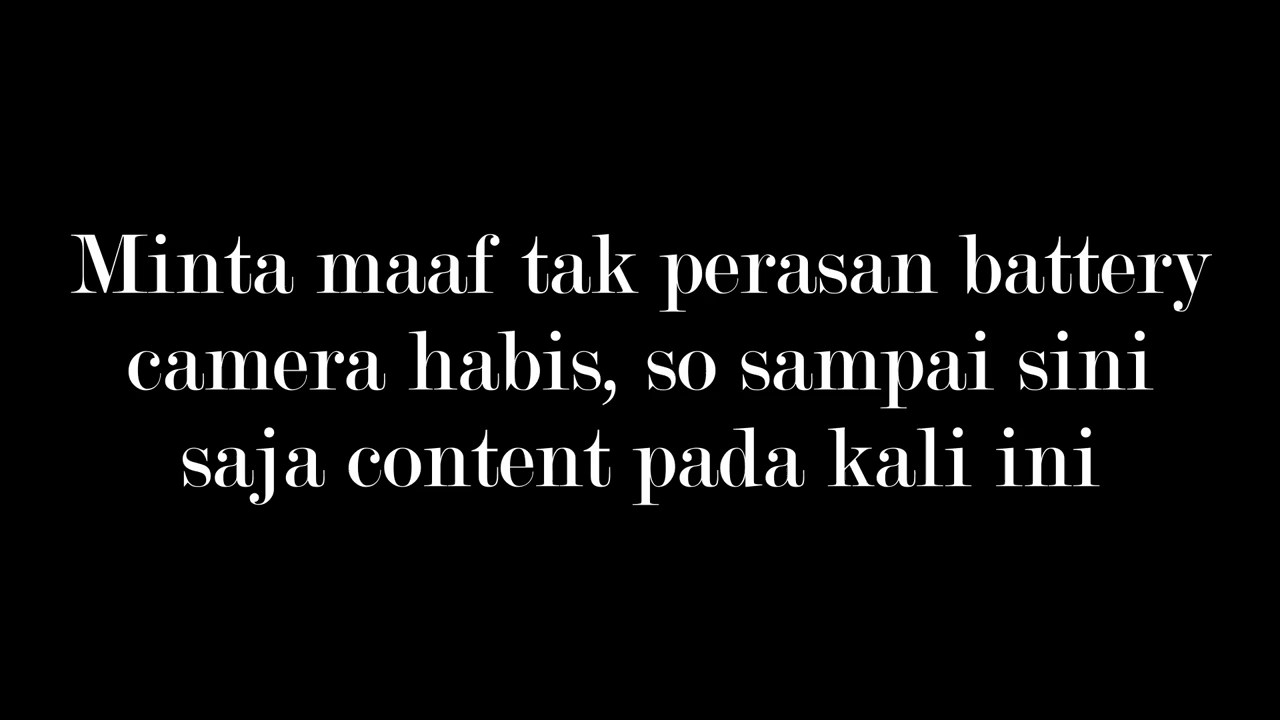 Minta maaf tak perasan battery
camera habis, so sampai sini
saja content pada kali ini